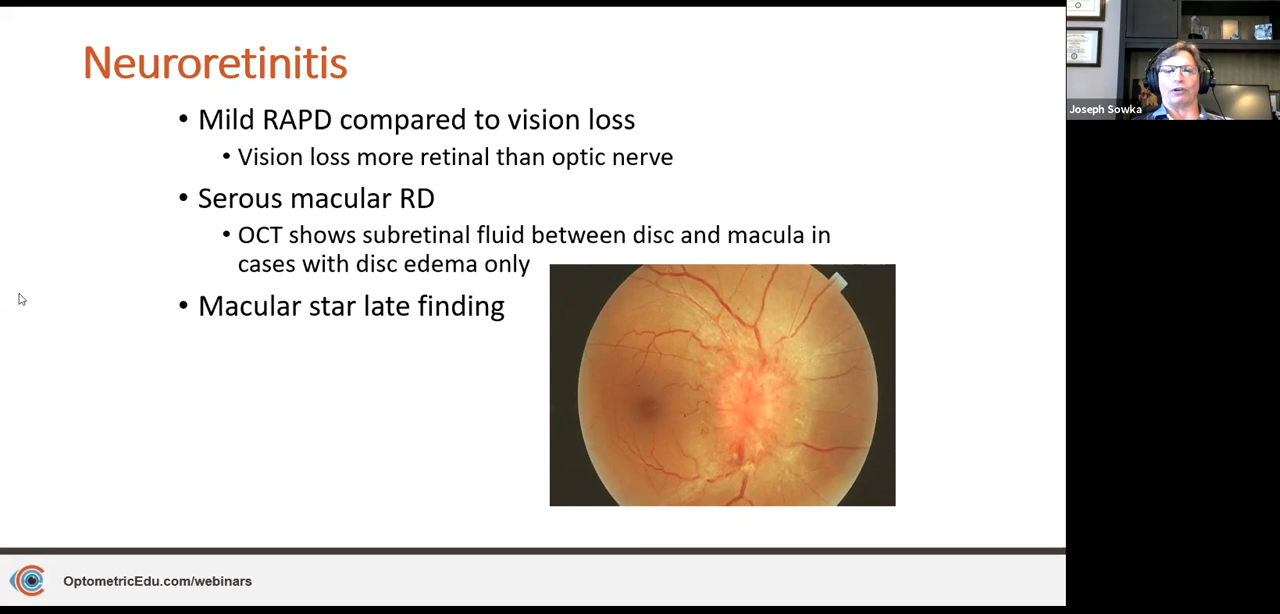 Neuroretinitis
• Mild RAPD compared to vision loss
• Vision loss more retinal than optic nerve
• Serous macular RD
• OCT shows subretinal fluid between disc and macula in
cases with disc edema only
• Macular star late finding
Joseph Sowka
OptometricEdu.com/webinars